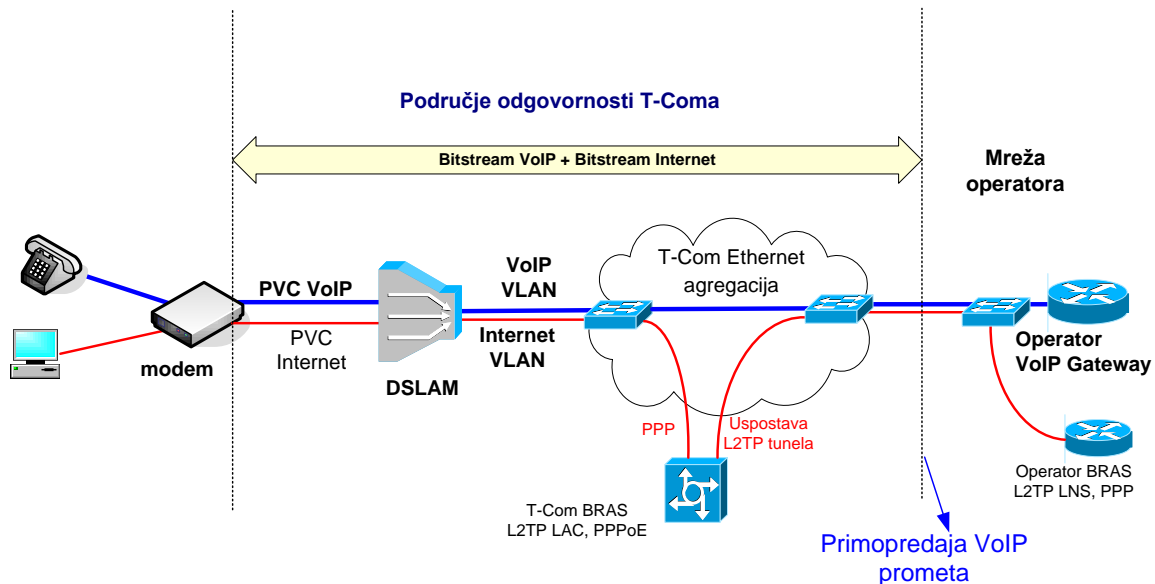 Područje odgovornosti T-Coma
Bitstream VoIP + Bitstream Internet
Mreža
operatora
T-Com Ethernet
agregacija
VoIP
VLAN
PVC VoIP
PVC
Internet
Internet
VLAN
modem
DSLAM
Operator
VoIP Gateway
PPP
Uspostava
L2TP tunela
T-Com BRAS
L2TP LAC, PPPoE
Operator BRAS
L2TP LNS, PPP
Primopredaja VoIP
prometa